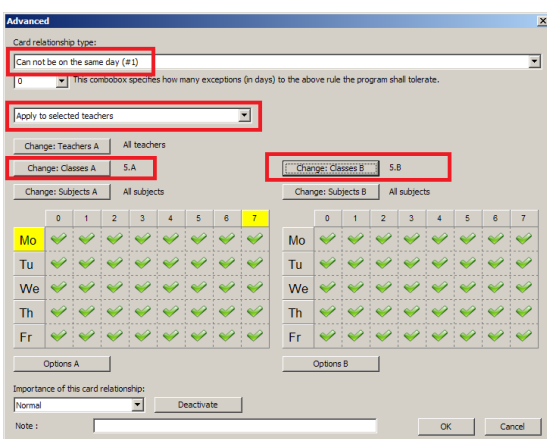 Advanced
Card relationship type:
Can not be on the same day (#1)
0 This combobox specifies how many exceptions (in days) to the above rule the program shall tolerate.
Apply to selected teachers
Change: Teachers A All teachers
Change: Classes A 5.A Change: Classes B 5.B
Change: Subjects A All subjects Change: Subjects B All subjects
0 1 2 3 4 5 6 7 0 1 2 3 4 5 6 7
Mo Mo
Tu Tu
We We
Th Th
Fr Fr
Options A Options B
Importance of this card relationship:
Normal Deactivate
Note : OK Cancel